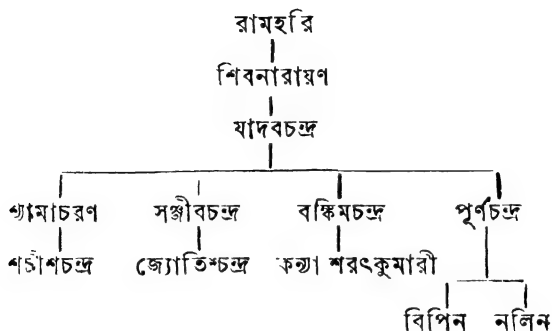 রামহরি
শিবনারায়ণ
যাদবচন্দ্র
শ্যামাচরণ সঞ্জীবচন্দ্র বঙ্কিমচন্দ্র পূর্ণচন্দ্র
শচীশচন্দ্র জ্যোতিশ্চন্দ্র কন্যা শরৎকুমারী
বিপিন নলিন